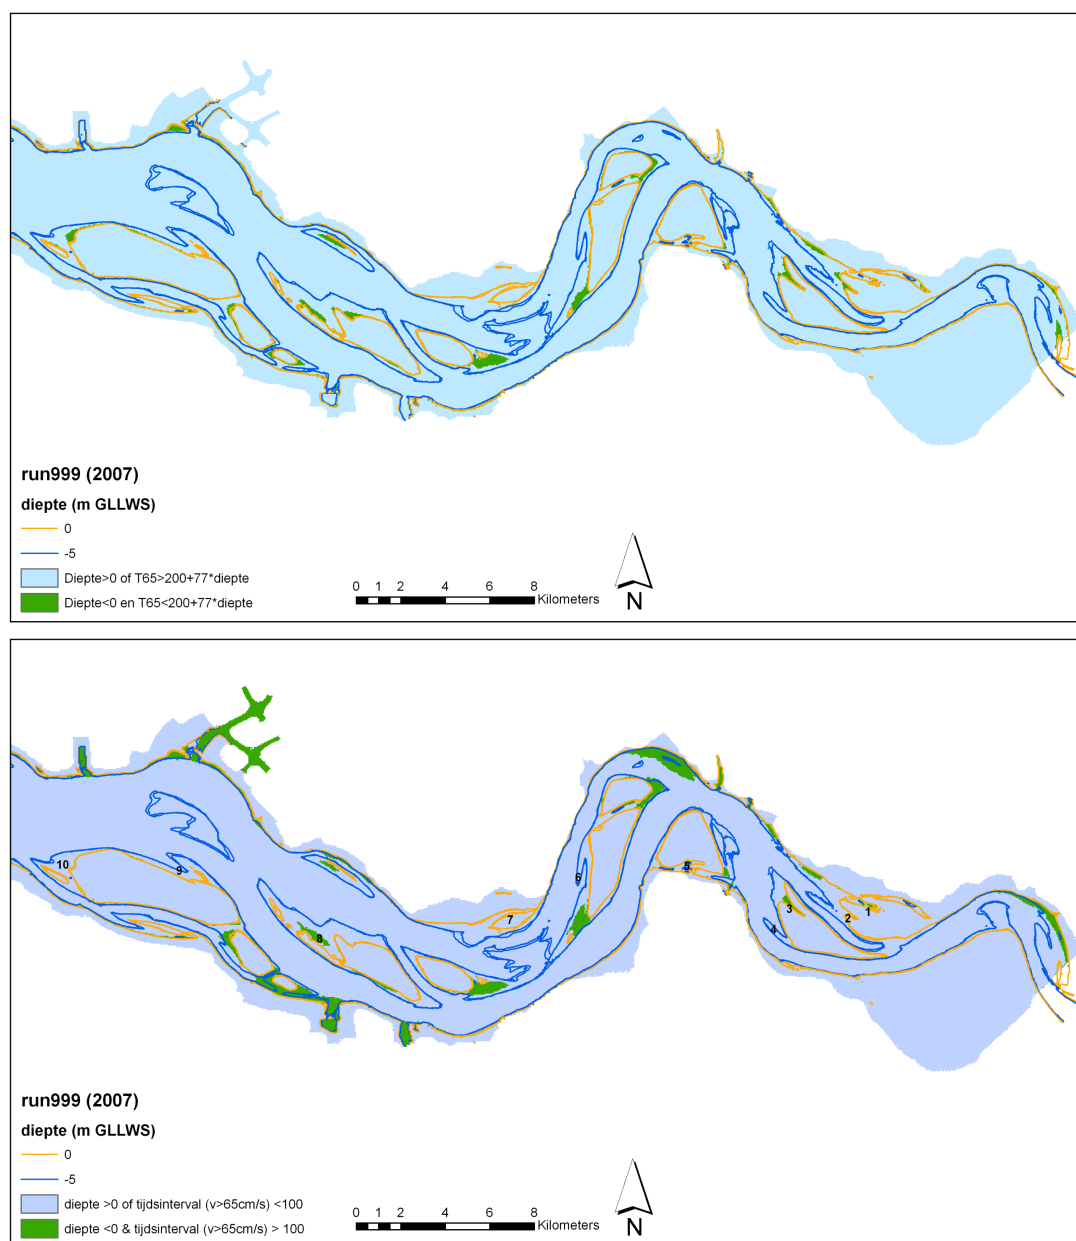 run999 (2007)
diepte (m GLLWS)
0
-5
Diepte>0 of T65>200+77*diepte
Diepte<0 en T65<200+77*diepte
0 1 2 4 6 8
Kilometers
N
10
9
8
7
6
5
4
3
2
1
run999 (2007)
diepte (m GLLWS)
0
-5
diepte >0 of tijdsinterval (v>65cm/s) <100
diepte <0 & tijdsinterval (v>65cm/s) > 100
0 1 2 4 6 8
Kilometers
N